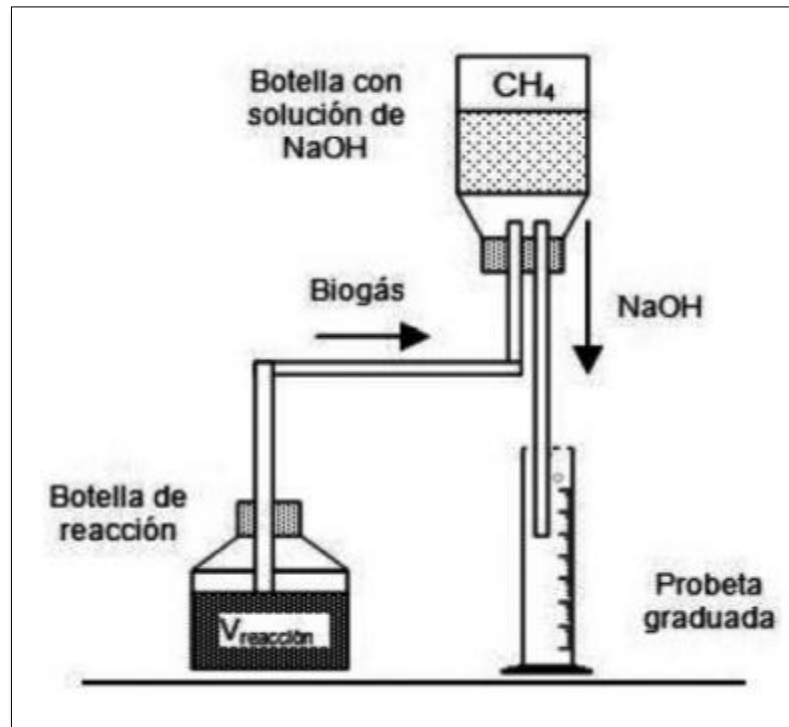 Botella con
solución de
NaOH
CH₄
Biogás
NaOH
Botella de
reacción
Vreacción
Probeta
graduada